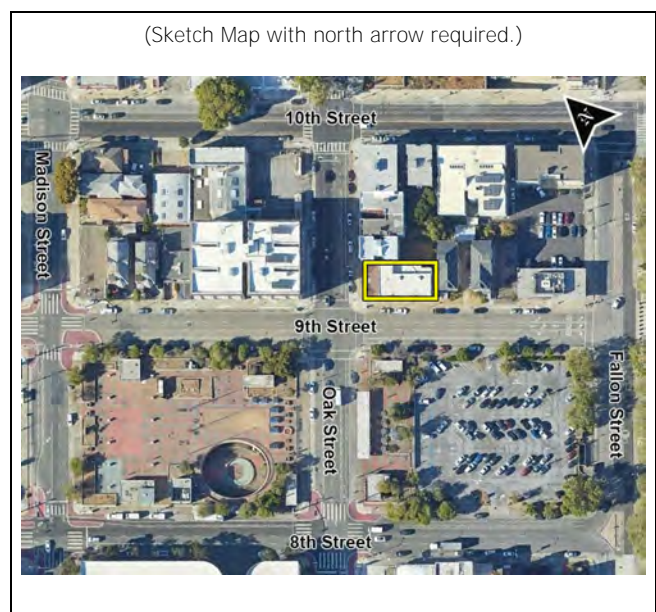 (Sketch Map with north arrow required.)
10th Street
N
Madison Street
9th Street
Oak Street
Fallon Street
8th Street